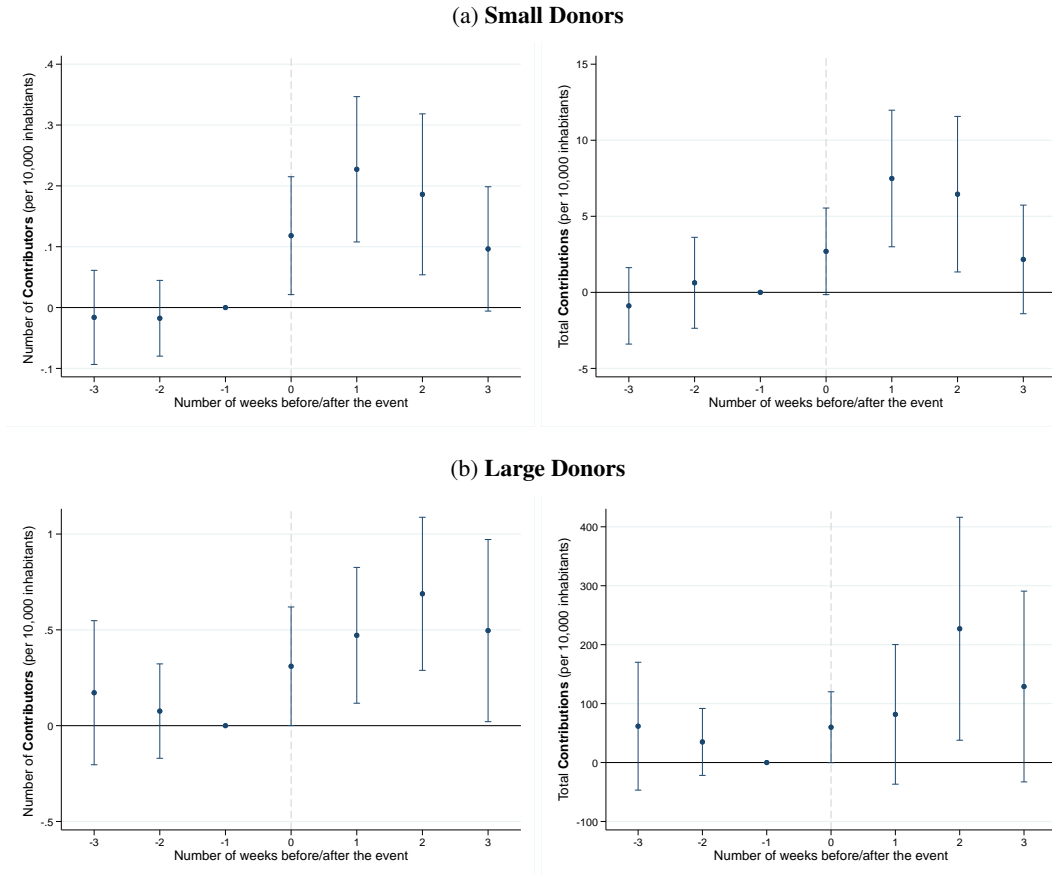 (a) Small Donors
Number of Contributors (per 10,000 inhabitants)
.4
.3
.2
.1
0
-.1
-3 -2 -1 0 1 2 3
Number of weeks before/after the event
Total Contributions (per 10,000 inhabitants)
15
10
5
0
-5
-3 -2 -1 0 1 2 3
Number of weeks before/after the event
(b) Large Donors
Number of Contributors (per 10,000 inhabitants)
1
.5
0
-.5
-3 -2 -1 0 1 2 3
Number of weeks before/after the event
Total Contributions (per 10,000 inhabitants)
400
300
200
100
0
-100
-3 -2 -1 0 1 2 3
Number of weeks before/after the event